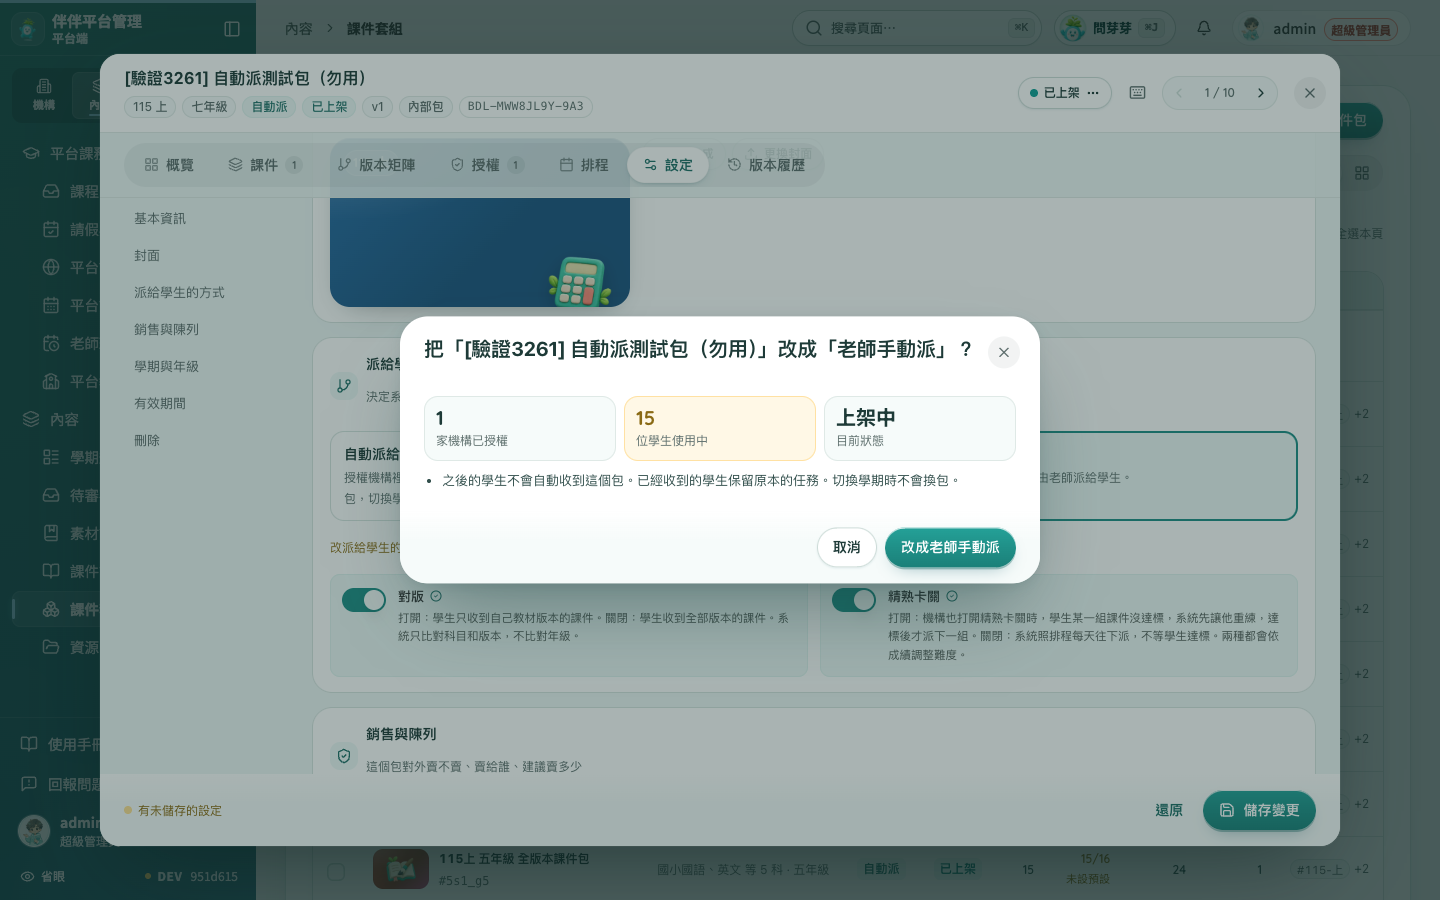 伴伴平台管理
平台端
內容
課件套組
搜尋頁面…
⌘K
問芽芽
⌘J
admin
超級管理員
機構
[驗證3261] 自動派測試包（勿用）
115 上
七年級
自動派
已上架
v1
內部包
BDL-MWW8JL9Y-9A3
已上架
1 / 10
件包
概覽
課件
1
版本矩陣
授權
1
排程
設定
版本履歷
更換封面
平台課務
課程
請假
平台
平台
老師
平台
內容
學期
待審
素材
課件
課件
資源
全選本頁
基本資訊
封面
派給學生的方式
銷售與陳列
學期與年級
有效期間
刪除
派給學
決定系
自動派給
授權機構裡
包，切換學
由老師派給學生。
改派給學生的
把「[驗證3261] 自動派測試包（勿用）」改成「老師手動派」？
1
家機構已授權
15
位學生使用中
上架中
目前狀態
之後的學生不會自動收到這個包。已經收到的學生保留原本的任務。切換學期時不會換包。
取消
改成老師手動派
對版
打開：學生只收到自己教材版本的課件。關閉：學生收到全部版本的課件。系
統只比對科目和版本，不比對年級。
精熟卡關
打開：機構也打開精熟卡關時，學生某一組課件沒達標，系統先讓他重練，達
標後才派下一組。關閉：系統照排程每天往下派，不等學生達標。兩種都會依
成績調整難度。
銷售與陳列
這個包對外賣不賣、賣給誰、建議賣多少
+2
+2
+2
+2
+2
+2
+2
使用手冊
回報問題
admin
超級管理
省眼
DEV 951d615
有未儲存的設定
還原
儲存變更
115上 五年級 全版本課件包
#5s1_g5
國小國語、英文 等 5 科 · 五年級
自動派
已上架
15
15/16
未設預設
24
1
#115-上
+2